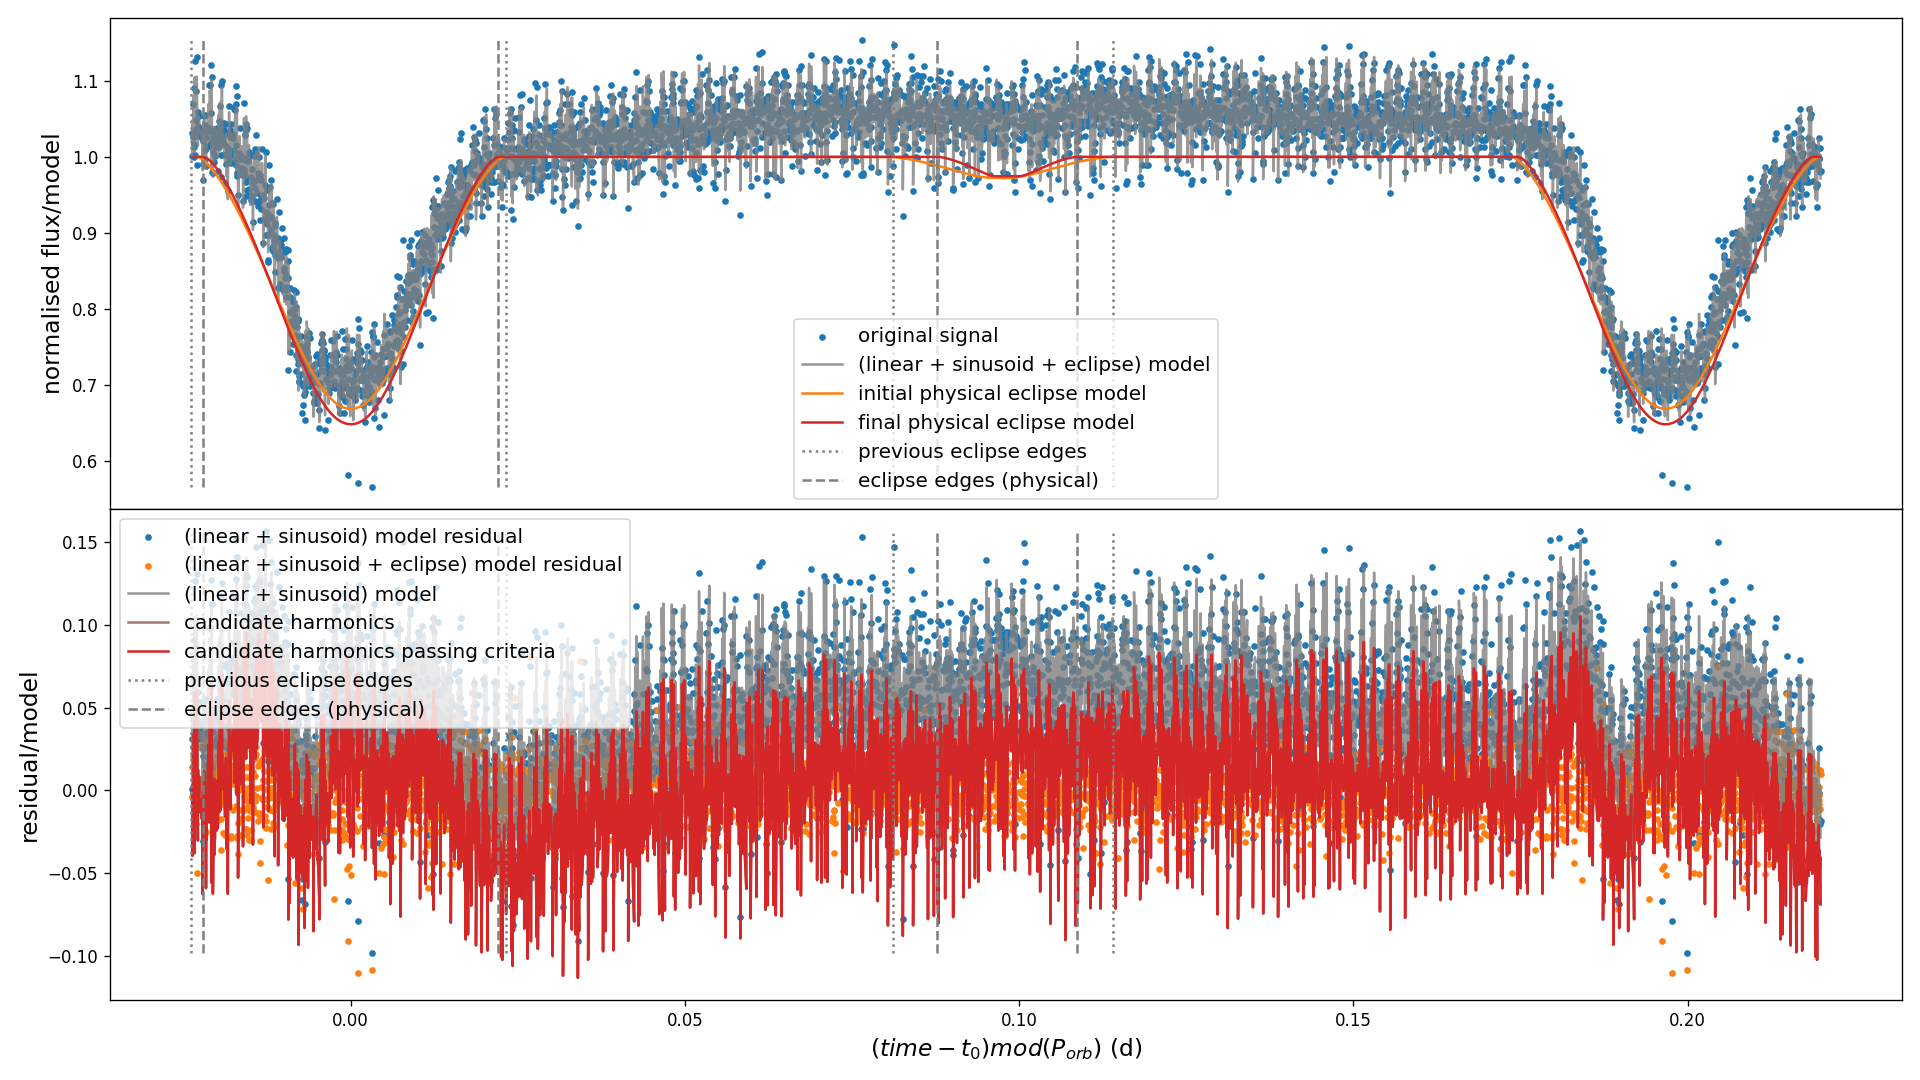 normalised flux/model
1.1
1.0
0.9
0.8
0.7
0.6
original signal
(linear + sinusoid + eclipse) model
initial physical eclipse model
final physical eclipse model
previous eclipse edges
eclipse edges (physical)
residual/model
0.15
0.10
0.05
0.00
−0.05
−0.10
(linear + sinusoid) model residual
(linear + sinusoid + eclipse) model residual
(linear + sinusoid) model
candidate harmonics
candidate harmonics passing criteria
previous eclipse edges
eclipse edges (physical)
0.00 0.05 0.10 0.15 0.20
(time − t₀)mod(P_orb) (d)